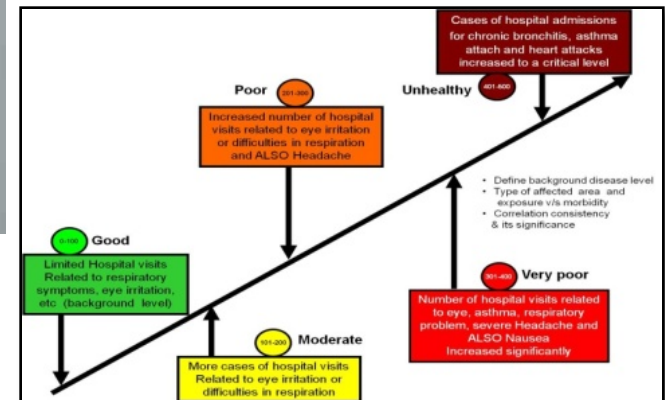 Cases of hospital admissions
for chronic bronchitis, asthma
attach and heart attacks
increased to a critical level
Poor
201-300
Unhealthy
401-500
Increased number of hospital
visits related to eye irritation
or difficulties in respiration
and ALSO Headache
• Define background disease level
• Type of affected area and
exposure v/s morbidity
• Correlation consistency
& its significance
0-100
Good
Limited Hospital visits
Related to respiratory
symptoms, eye irritation,
etc (background level)
301-400
Very poor
Number of hospital visits related
to eye, asthma, respiratory
problem, severe Headache and
ALSO Nausea
Increased significantly
101-200
Moderate
More cases of hospital visits
Related to eye irritation or
difficulties in respiration